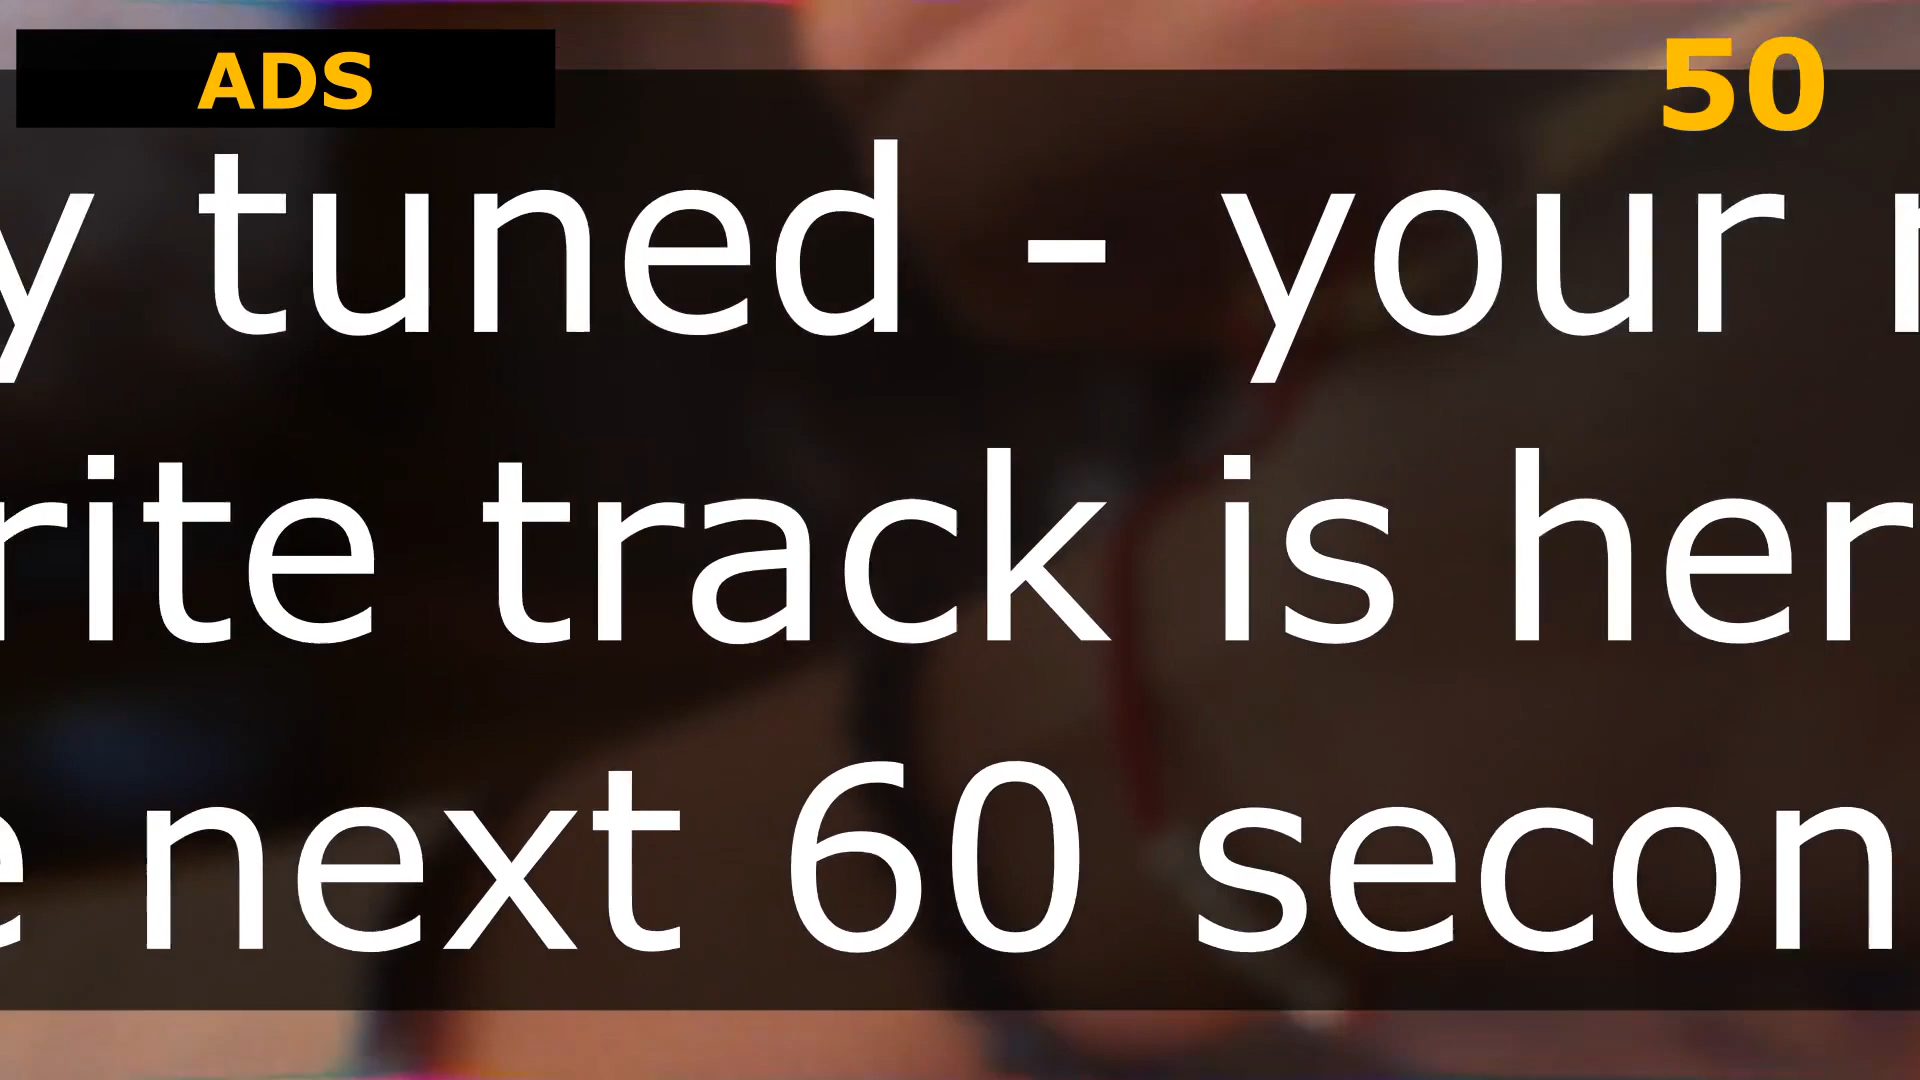 ADS
50
y tuned - your
rite track is her
e next 60 secon